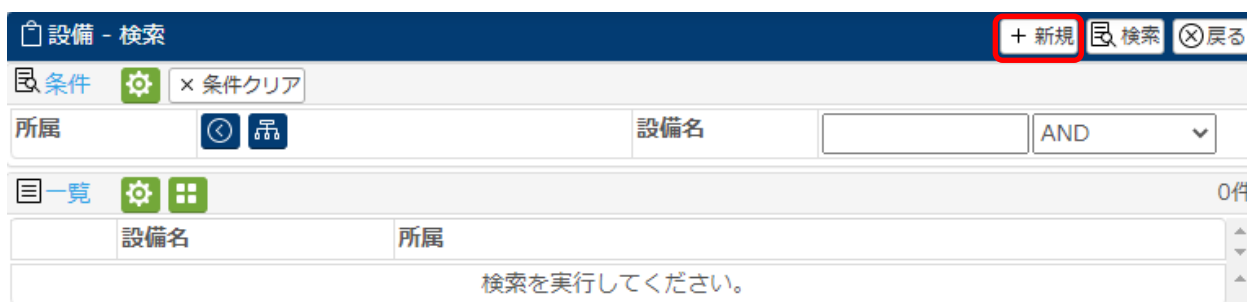 設備 - 検索 + 新規 検索 戻る
条件 × 条件クリア
所属 設備名 AND
一覧 0件
設備名 所属
検索を実行してください。